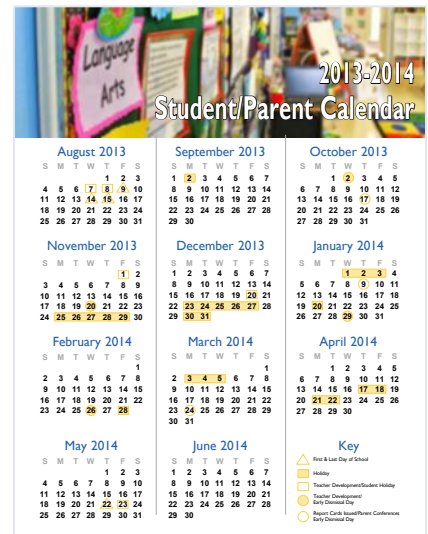 Language
Arts
2013-2014
Student/Parent Calendar
August 2013
S M T W T F S
1 2 3
4 5 6 7 8 9 10
11 12 13 14 15 16 17
18 19 20 21 22 23 24
25 26 27 28 29 30 31
September 2013
S M T W T F S
1 2 3 4 5 6 7
8 9 10 11 12 13 14
15 16 17 18 19 20 21
22 23 24 25 26 27 28
29 30
October 2013
S M T W T F S
1 2 3 4 5
6 7 8 9 10 11 12
13 14 15 16 17 18 19
20 21 22 23 24 25 26
27 28 29 30 31
November 2013
S M T W T F S
1 2
3 4 5 6 7 8 9
10 11 12 13 14 15 16
17 18 19 20 21 22 23
24 25 26 27 28 29 30
December 2013
S M T W T F S
1 2 3 4 5 6 7
8 9 10 11 12 13 14
15 16 17 18 19 20 21
22 23 24 25 26 27 28
29 30 31
January 2014
S M T W T F S
1 2 3 4
5 6 7 8 9 10 11
12 13 14 15 16 17 18
19 20 21 22 23 24 25
26 27 28 29 30 31
February 2014
S M T W T F S
1
2 3 4 5 6 7 8
9 10 11 12 13 14 15
16 17 18 19 20 21 22
23 24 25 26 27 28
March 2014
S M T W T F S
1
2 3 4 5 6 7 8
9 10 11 12 13 14 15
16 17 18 19 20 21 22
23 24 25 26 27 28 29
30 31
April 2014
S M T W T F S
1 2 3 4 5
6 7 8 9 10 11 12
13 14 15 16 17 18 19
20 21 22 23 24 25 26
27 28 29 30
May 2014
S M T W T F S
1 2 3
4 5 6 7 8 9 10
11 12 13 14 15 16 17
18 19 20 21 22 23 24
25 26 27 28 29 30 31
June 2014
S M T W T F S
1 2 3 4 5 6 7
8 9 10 11 12 13 14
15 16 17 18 19 20 21
22 23 24 25 26 27 28
29 30
Key
First & Last Day of School
Holiday
Teacher Development/Student Holiday
Teacher Development/
Early Dismissal Day
Report Cards Issued/Parent Conferences
Early Dismissal Day